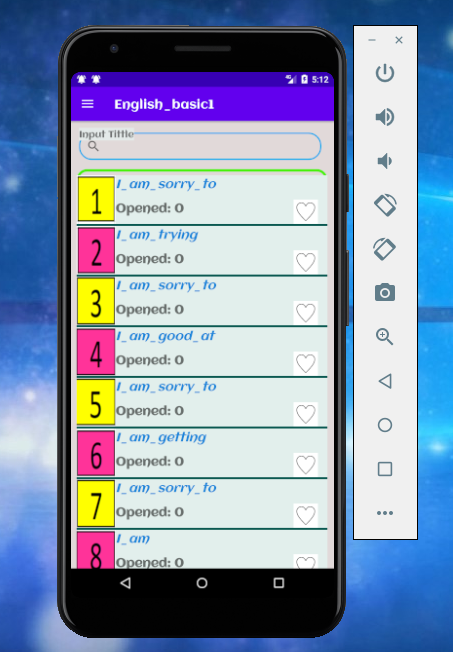 5:12
English_basic1
Input Tittle
1
I_am_sorry_to
Opened: 0
2
I_am_trying
Opened: 0
3
I_am_sorry_to
Opened: 0
4
I_am_good_at
Opened: 0
5
I_am_sorry_to
Opened: 0
6
I_am_getting
Opened: 0
7
I_am_sorry_to
Opened: 0
8
I_am
Opened: 0